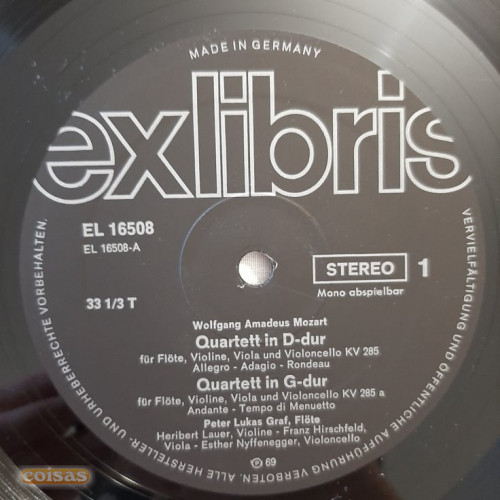 MADE IN GERMANY
exlibris
EL 16508
EL 16508-A
STEREO 1
Mono abspielbar
33 1/3 T
Wolfgang Amadeus Mozart
Quartett in D-dur
für Flöte, Violine, Viola und Violoncello KV 285
Allegro - Adagio - Rondeau
Quartett in G-dur
für Flöte, Violine, Viola und Violoncello KV 285 a
Andante - Tempo di Menuetto
Peter Lukas Graf, Flöte
Heribert Lauer, Violine - Franz Hirschfeld,
Viola - Esther Nyffenegger, Violoncello
Ⓟ 69
ALLE HERSTELLER- UND URHEBERRECHTE VORBEHALTEN.
VERVIELFÄLTIGUNG UND ÖFFENTLICHE AUFFÜHRUNG VERBOTEN.
coisas